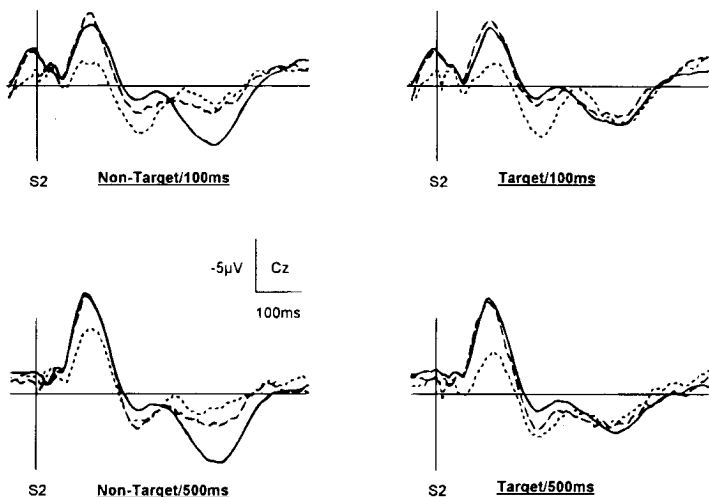 S2
Non-Target/100ms
S2
Target/100ms
-5µV
Cz
100ms
S2
Non-Target/500ms
S2
Target/500ms